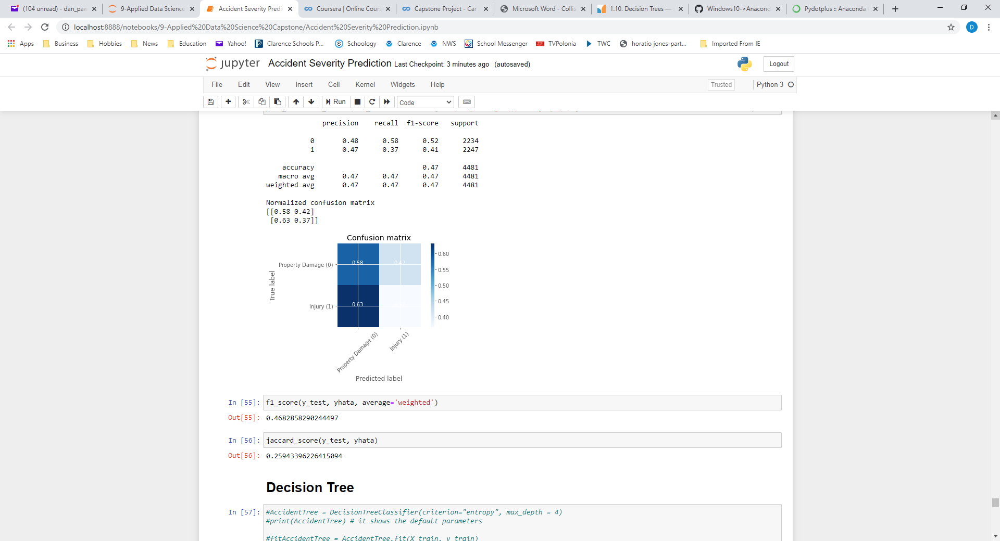 (104 unread) - dan_paw
9-Applied Data Science
Accident Severity Predi
Coursera | Online Cours
Capstone Project - Car
Microsoft Word - Collis
1.10. Decision Trees —
Windows10->Anacond
Pydotplus :: Anaconda
localhost:8888/notebooks/9-Applied%20Data%20Science%20Capstone/Accident%20Severity%20Prediction.ipynb
D
Apps Business Hobbies News Education Yahoo! Clarence Schools P... Schoology Clarence NWS School Messenger TVPolonia TWC horatio jones-part... Imported From IE
jupyter Accident Severity Prediction Last Checkpoint: 3 minutes ago (autosaved) Logout
File Edit View Insert Cell Kernel Widgets Help Trusted Python 3
Run Code
precision recall f1-score support
0 0.48 0.58 0.52 2234
1 0.47 0.37 0.41 2247
accuracy 0.47 4481
macro avg 0.47 0.47 0.47 4481
weighted avg 0.47 0.47 0.47 4481
Normalized confusion matrix
[[0.58 0.42]
[0.63 0.37]]
Confusion matrix
True label
Property Damage (0)
Injury (1)
0.58 0.42
0.63
0.60
0.55
0.50
0.45
0.40
Property Damage (0)
Injury (1)
Predicted label
In [55]: f1_score(y_test, yhata, average='weighted')
Out[55]: 0.4682858290244497
In [56]: jaccard_score(y_test, yhata)
Out[56]: 0.25943396226415094
Decision Tree
In [57]: #AccidentTree = DecisionTreeClassifier(criterion="entropy", max_depth = 4)
#print(AccidentTree) # it shows the default parameters
#fitAccidentTree = AccidentTree.fit(X_train, y_train)